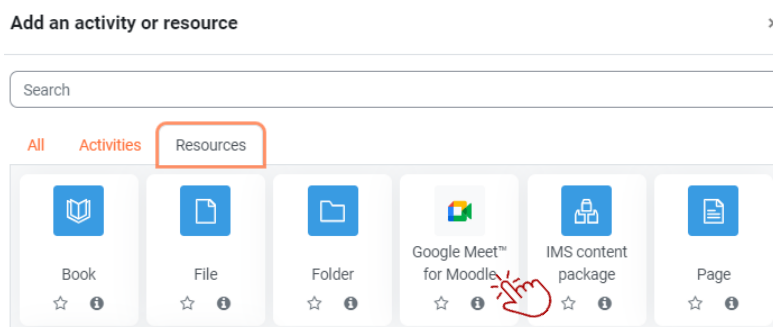 Add an activity or resource
Search
All Activities Resources
Google Meet™ IMS content
Book File Folder for Moodle package Page